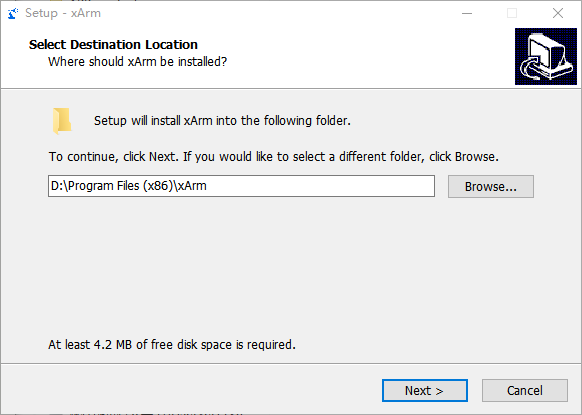 Setup - xArm
Select Destination Location
Where should xArm be installed?
Setup will install xArm into the following folder.
To continue, click Next. If you would like to select a different folder, click Browse.
D:\Program Files (x86)\xArm
Browse...
At least 4.2 MB of free disk space is required.
Next >
Cancel